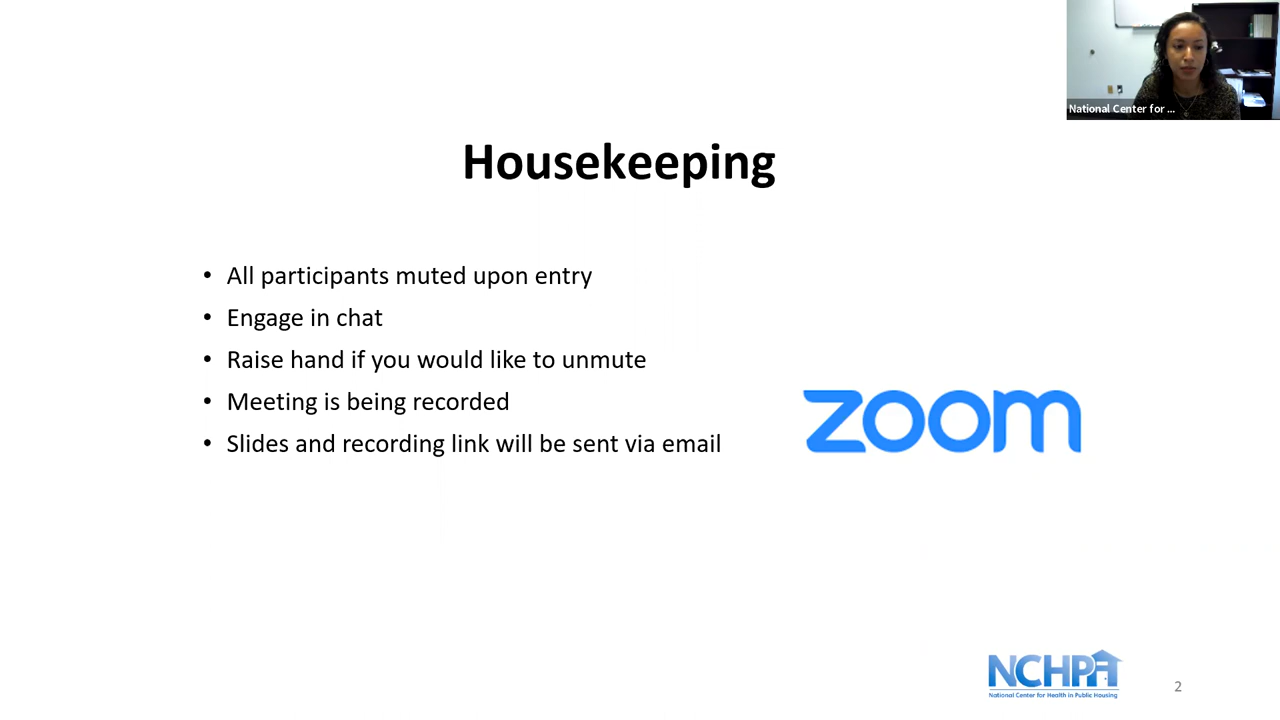 National Center for ...
Housekeeping
• All participants muted upon entry
• Engage in chat
• Raise hand if you would like to unmute
• Meeting is being recorded
• Slides and recording link will be sent via email
zoom
NCHPH
National Center for Health in Public Housing
2